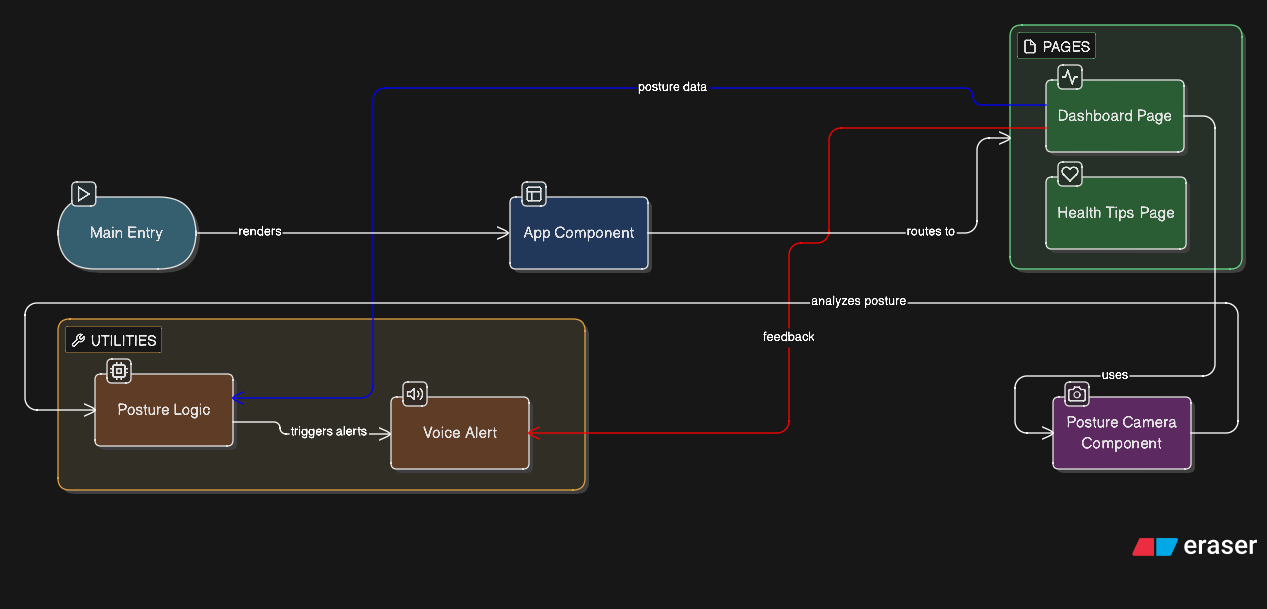 PAGES
posture data
Dashboard Page
Health Tips Page
Main Entry
renders
App Component
routes to
analyzes posture
feedback
UTILITIES
Posture Logic
triggers alerts
Voice Alert
uses
Posture Camera
Component
eraser